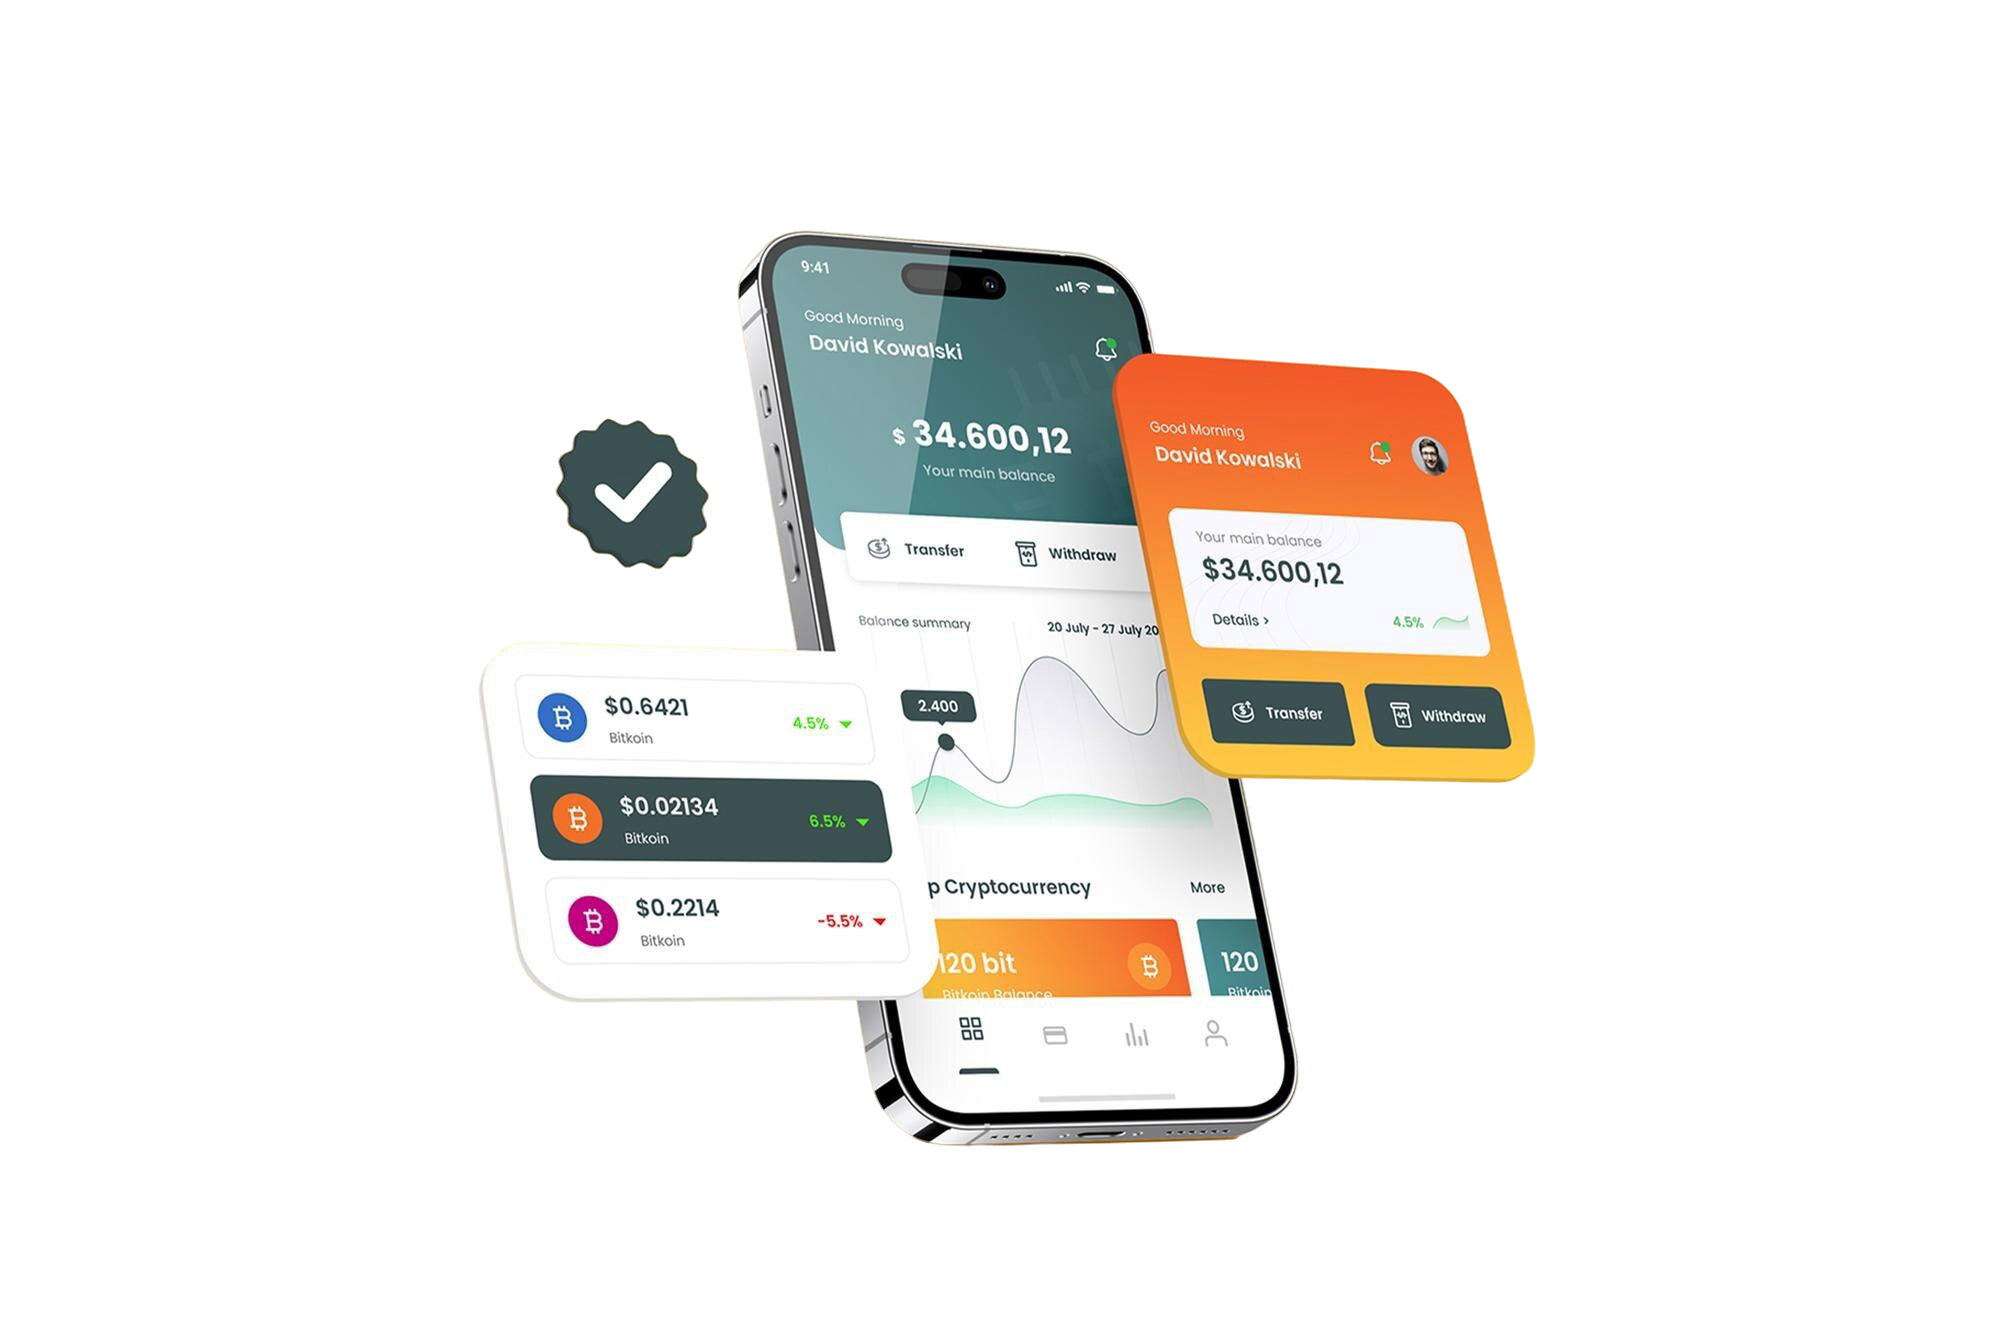 9:41
Good Morning
David Kowalski
$ 34.600,12
Your main balance
Transfer
Withdraw
Balance summary
20 July - 27 July 20
2.400
p Cryptocurrency
More
120 bit
Bitkoin Balance
120
Bitkoin
Good Morning
David Kowalski
Your main balance
$34.600,12
Details >
4.5%
Transfer
Withdraw
$0.6421
Bitkoin
4.5%
$0.02134
Bitkoin
6.5%
$0.2214
Bitkoin
-5.5%